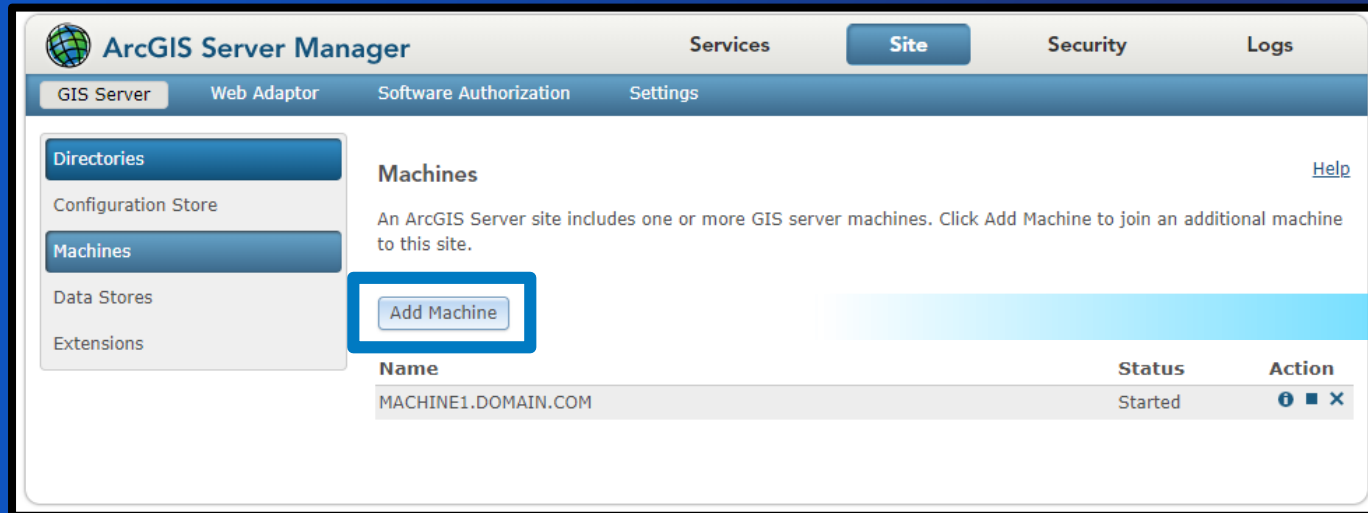 ArcGIS Server Manager Services Site Security Logs
GIS Server Web Adaptor Software Authorization Settings
Directories
Configuration Store
Machines
Data Stores
Extensions
Machines Help
An ArcGIS Server site includes one or more GIS server machines. Click Add Machine to join an additional machine
to this site.
Add Machine
Name Status Action
MACHINE1.DOMAIN.COM Started